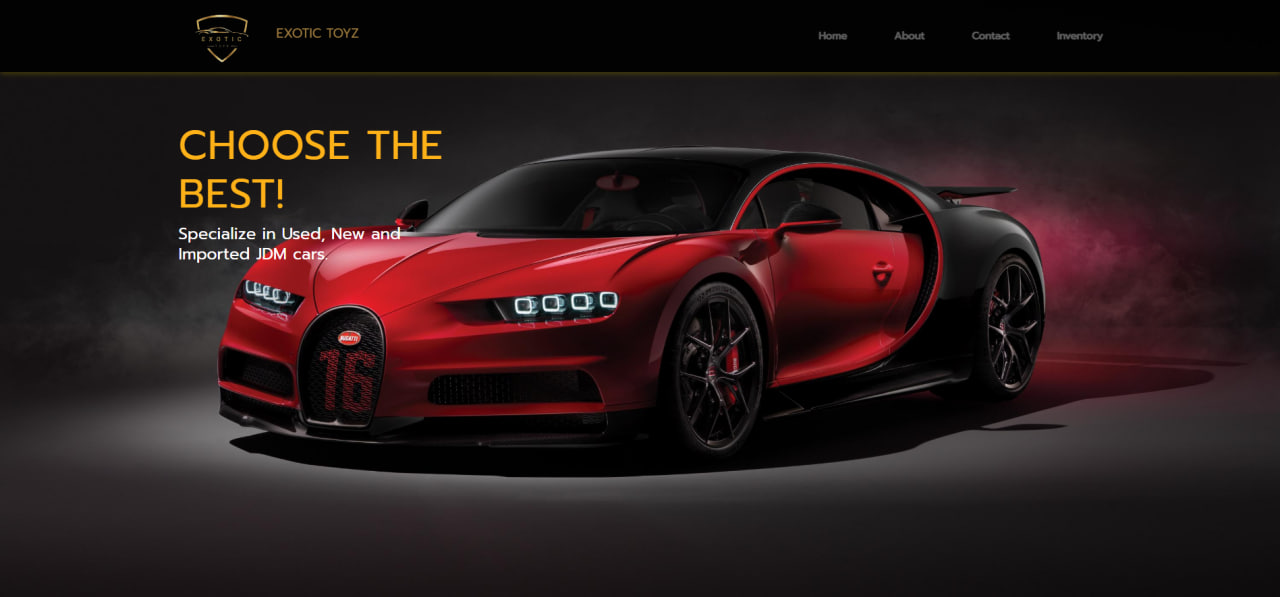 EXOTIC
EXOTIC TOYZ
Home
About
Contact
Inventory
CHOOSE THE
BEST!
Specialize in Used, New and
Imported JDM cars.
BUGATTI
16